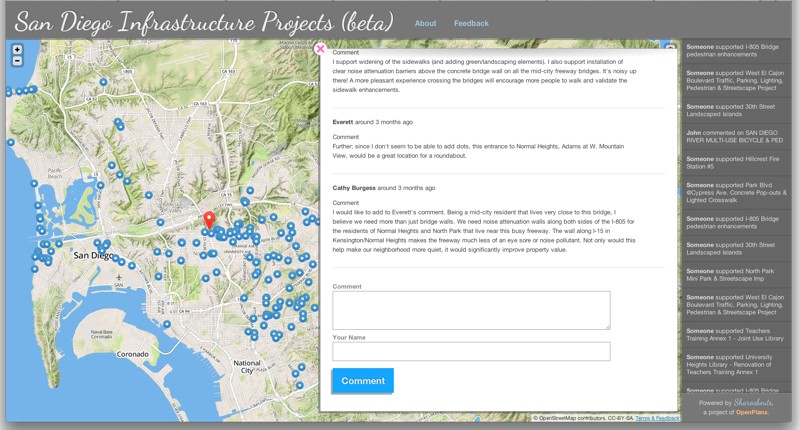 San Diego Infrastructure Projects (beta)
About
Feedback
+
-
Comment
I support widening of the sidewalks (and adding green/landscaping elements). I also support installation of
clear noise attenuation barriers above the concrete bridge wall on all the mid-city freeway bridges. It's noisy up
there! A more pleasant experience crossing the bridges will encourage more people to walk and validate the
sidewalk enhancements.
Everett around 3 months ago
Comment
Further, since I don't seem to be able to add dots, this entrance to Normal Heights, Adams at W. Mountain
View, would be a great location for a roundabout.
Cathy Burgess around 3 months ago
Comment
I would like to add to Everett's comment. Being a mid-city resident that lives very close to this bridge, I
believe we need more than just bridge walls. We need noise attenuation walls along both sides of the I-805 for
the residents of Normal Heights and North Park that live near this busy freeway. The wall along I-15 in
Kensington/Normal Heights makes the freeway much less of an eye sore or noise pollutant. Not only would this
help make our neighborhood more quiet, it would significantly improve property value.
Comment
Your Name
Comment
Pacific
Beach
San Diego
Naval Base
Coronado
Coronado
National
City
CA 163
CA 52
CA 15
© OpenStreetMap contributors, CC-BY-SA. Terms & Feedback
Someone supported I-805 Bridge
pedestrian enhancements
Someone supported West El Cajon
Boulevard Traffic, Parking, Lighting,
Pedestrian & Streetscape Project
Someone supported 30th Street
Landscaped Islands
John commented on SAN DIEGO
RIVER MULTI-USE BICYCLE & PED
Someone supported Hillcrest Fire
Station #5
Someone supported Park Blvd
@Cypress Ave. Concrete Pop-outs &
Lighted Crosswalk
Someone supported I-805 Bridge
pedestrian enhancements
Someone supported 30th Street
Landscaped Islands
Someone supported North Park
Mini Park & Streetscape Imp
Someone supported West El Cajon
Boulevard Traffic, Parking, Lighting,
Pedestrian & Streetscape Project
Someone supported Teachers
Training Annex 1 - Joint Use Library
Someone supported University
Heights Library - Renovation of
Teachers Training Annex 1
Someone supported I-805 Bridge
Powered by Shareabouts,
a project of OpenPlans.